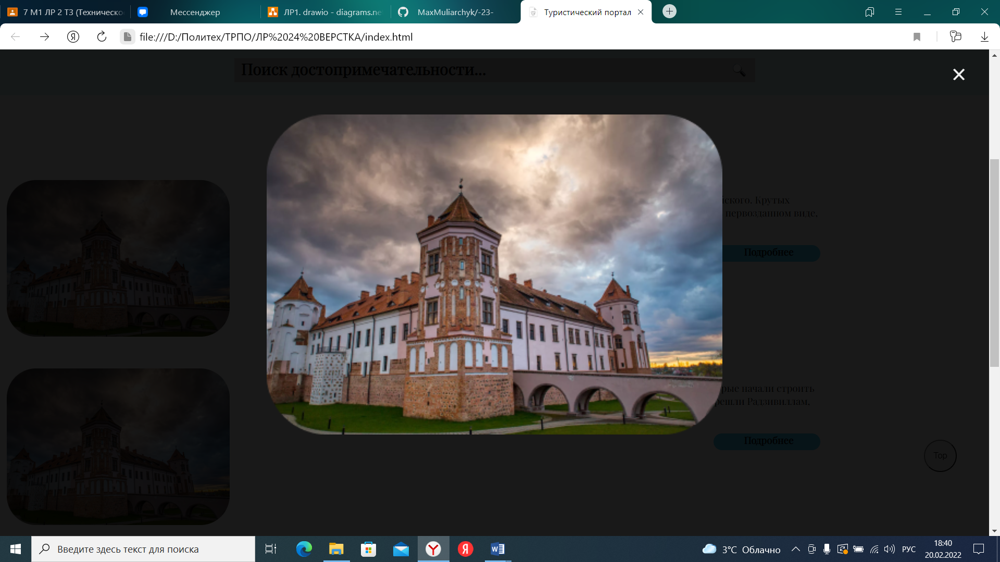 7 М1 ЛР 2 ТЗ (Техническо
Мессенджер
ЛР1. drawio - diagrams.ne
MaxMuliarchyk/-23-
Туристический портал
file:///D:/Политех/ТРПО/ЛР%2024%20ВЕРСТКА/index.html
Поиск достопримечательности...
йского. Крутых
первозданном виде,
Подробнее
рые начали строить
решли Радзивиллам,
Подробнее
Top
Введите здесь текст для поиска
3°C Облачно
РУС
18:40
20.02.2022